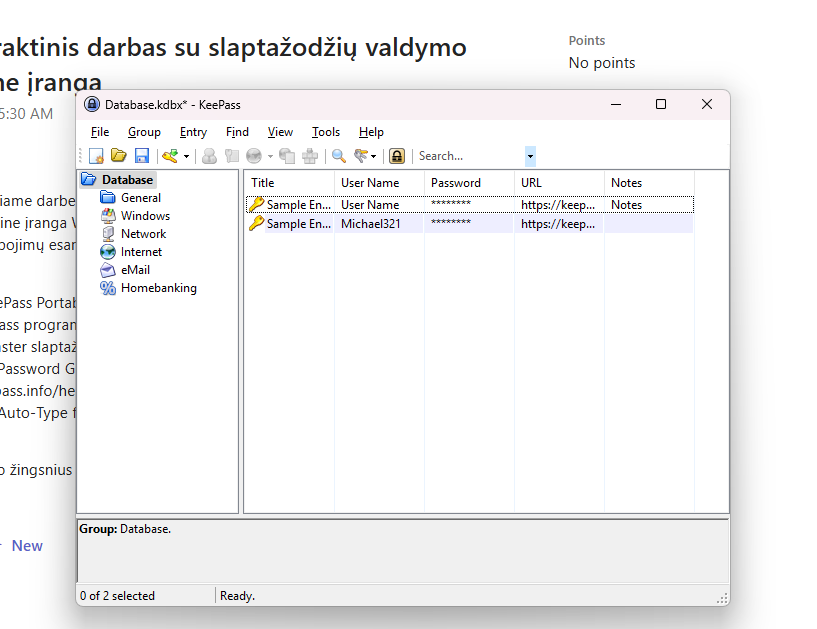 raktinis darbas su slaptažodžių valdymo
ne įranga
Points
No points
5:30 AM
Database.kdbx* - KeePass
File Group Entry Find View Tools Help
Search...
Database
General
Windows
Network
Internet
eMail
Homebanking
Title User Name Password URL Notes
Sample En... User Name ******** https://keep... Notes
Sample En... Michael321 ******** https://keep...
iame darbe
ine įranga
pojimų esar
ePass Portab
ass program
ster slaptaž
Password G
pass.info/he
Auto-Type f
o žingsnius
New
Group: Database.
0 of 2 selected
Ready.